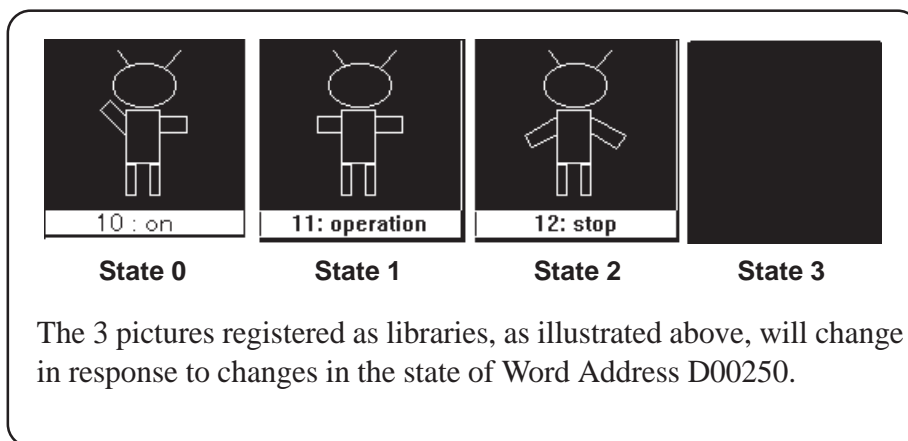 10 : on
11: operation
12: stop
State 0
State 1
State 2
State 3
The 3 pictures registered as libraries, as illustrated above, will change
in response to changes in the state of Word Address D00250.